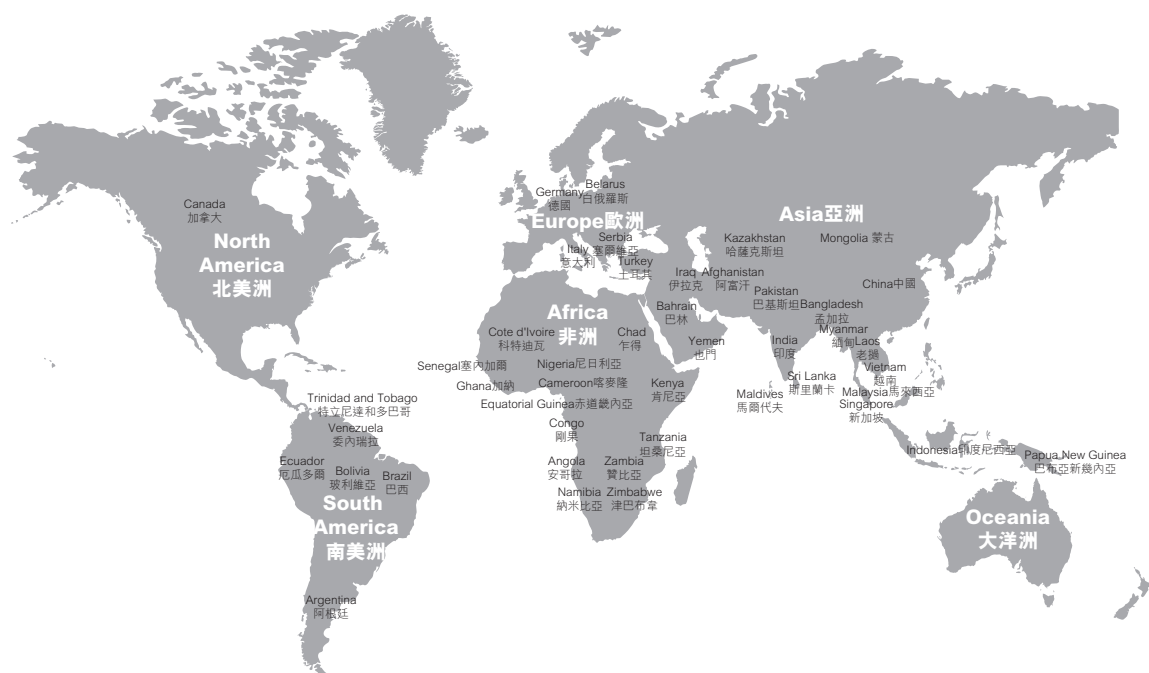 Canada
加拿大
North
America
北美洲
Trinidad and Tobago
特立尼達和多巴哥
Venezuela
委內瑞拉
Ecuador
厄瓜多爾
Bolivia
玻利維亞
Brazil
巴西
South
America
南美洲
Argentina
阿根廷
Germany
德國
Belarus
白俄羅斯
Europe歐洲
Serbia
塞爾維亞
Italy
意大利
Turkey
土耳其
Africa
非洲
Cote d'Ivoire
科特迪瓦
Chad
乍得
Senegal塞內加爾
Nigeria尼日利亞
Ghana加納
Cameroon喀麥隆
Kenya
肯尼亞
Equatorial Guinea赤道畿內亞
Congo
剛果
Tanzania
坦桑尼亞
Angola
安哥拉
Zambia
贊比亞
Namibia
納米比亞
Zimbabwe
津巴布韋
Asia亞洲
Kazakhstan
哈薩克斯坦
Mongolia 蒙古
Iraq
伊拉克
Afghanistan
阿富汗
China中國
Pakistan
巴基斯坦
Bangladesh
孟加拉
Bahrain
巴林
Myanmar
緬甸
Laos
老撾
Yemen
也門
India
印度
Vietnam
越南
Sri Lanka
斯里蘭卡
Maldives
馬爾代夫
Malaysia馬來西亞
Singapore
新加坡
Indonesia印度尼西亞
Papua New Guinea
巴布亞新幾內亞
Oceania
大洋洲